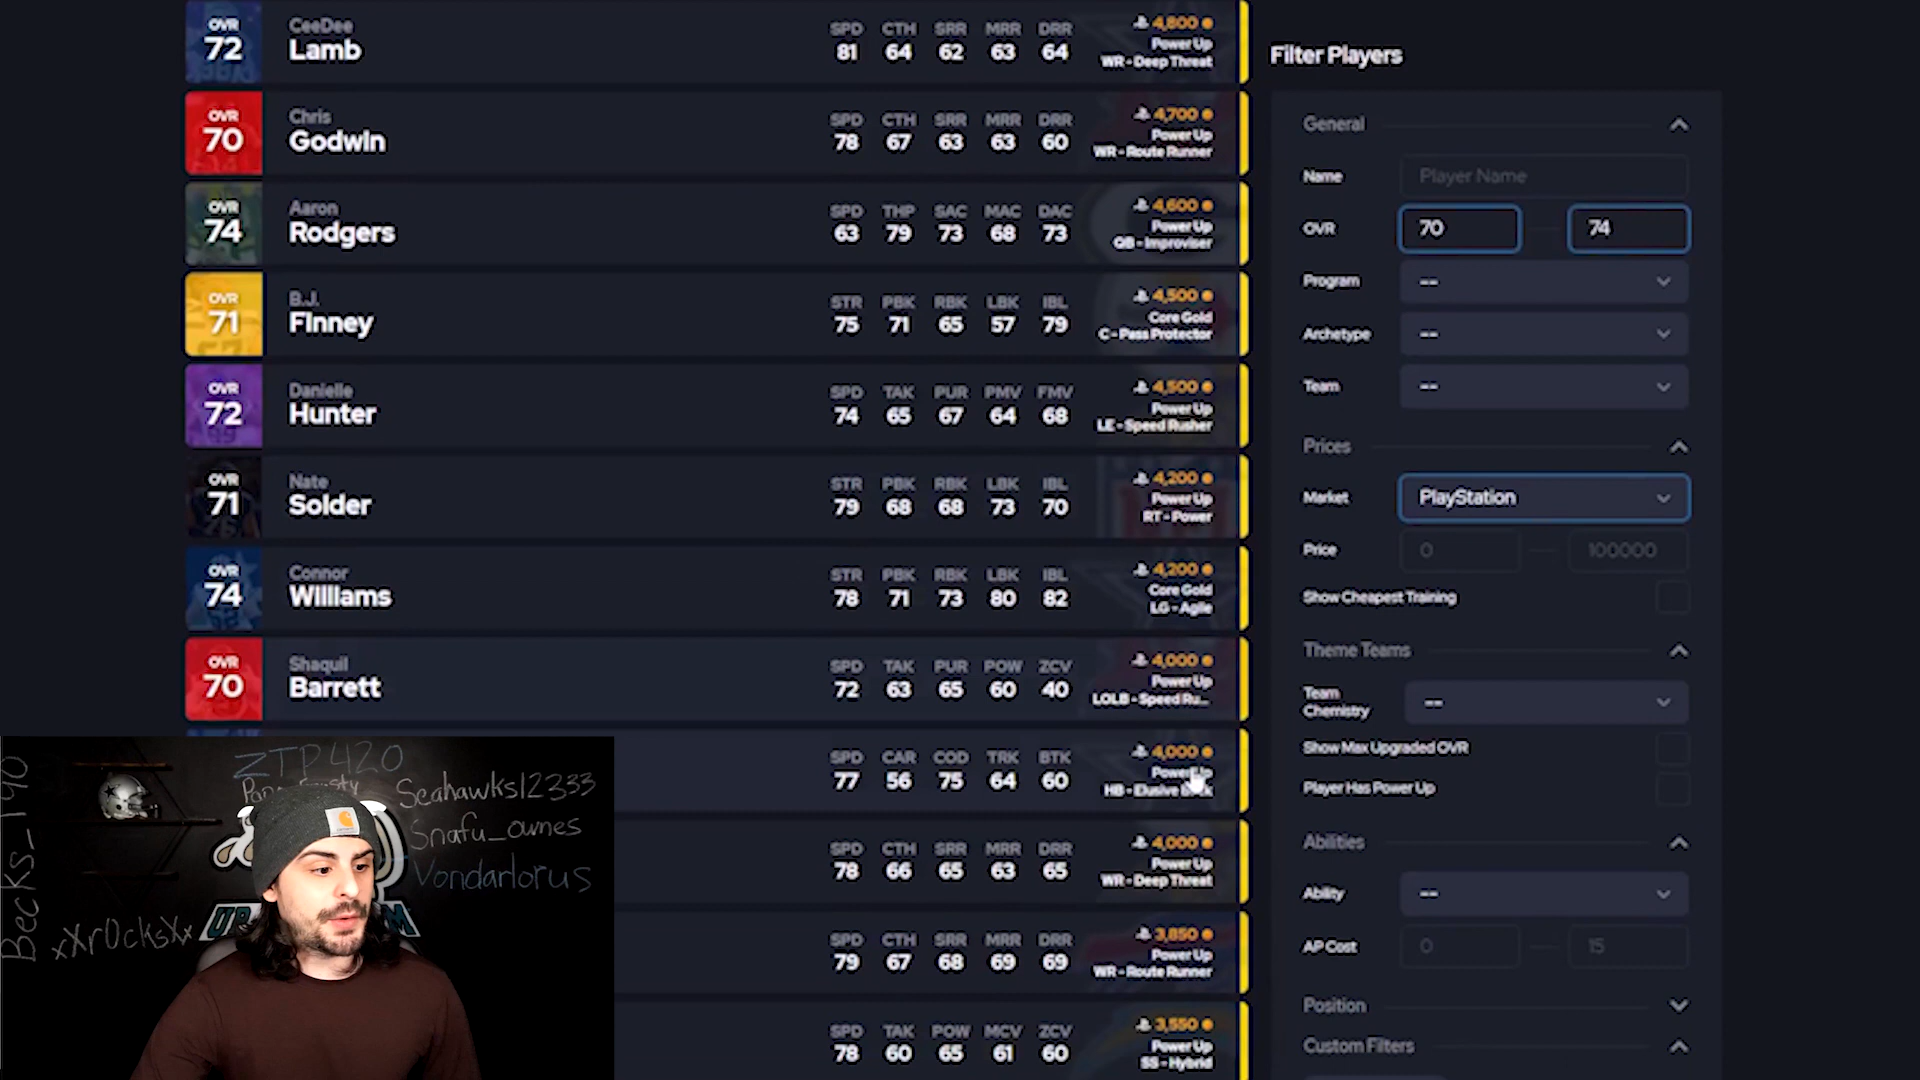 OVR
72
CeeDee
Lamb
SPD CTH SRR MRR DRR
81 64 62 63 64
4,800
Power Up
WR - Deep Threat
OVR
70
Chris
Godwin
SPD CTH SRR MRR DRR
78 67 63 63 60
4,700
Power Up
WR - Route Runner
OVR
74
Aaron
Rodgers
SPD THP SAC MAC DAC
63 79 73 68 73
4,600
Power Up
QB - Improviser
OVR
71
B.J.
Finney
STR PBK RBK LBK IBL
75 71 65 57 79
4,500
Core Gold
C - Pass Protector
OVR
72
Danielle
Hunter
SPD TAK PUR PMV FMV
74 65 67 64 68
4,500
Power Up
LE - Speed Rusher
OVR
71
Nate
Solder
STR PBK RBK LBK IBL
79 68 68 73 70
4,200
Power Up
RT - Power
OVR
74
Connor
Williams
STR PBK RBK LBK IBL
78 71 73 80 82
4,200
Core Gold
LG - Agile
OVR
70
Shaquil
Barrett
SPD TAK PUR POW ZCV
72 63 65 60 40
4,000
Power Up
LOLB - Speed Ru...
SPD CAR COD TRK BTK
77 56 75 64 60
4,000
Power Up
HB - Elusive
SPD CTH SRR MRR DRR
78 66 65 63 65
4,000
Power Up
WR - Deep Threat
SPD CTH SRR MRR DRR
79 67 68 69 69
3,850
Power Up
WR - Route Runner
SPD TAK POW MCV ZCV
78 60 65 61 60
3,550
Power Up
SS - Hybrid
Filter Players
General
Name Player Name
OVR 70 — 74
Program --
Archetype --
Team --
Prices
Market PlayStation
Price 0 — 100000
Show Cheapest Training
Theme Teams
Team
Chemistry --
Show Max Upgraded OVR
Player Has Power Up
Abilities
Ability --
AP Cost 0 — 15
Position
Custom Filters
ZTP420
Seahawks12333
Snafu_ownes
Vondarlorus
Becks_190
xXr0cksXx